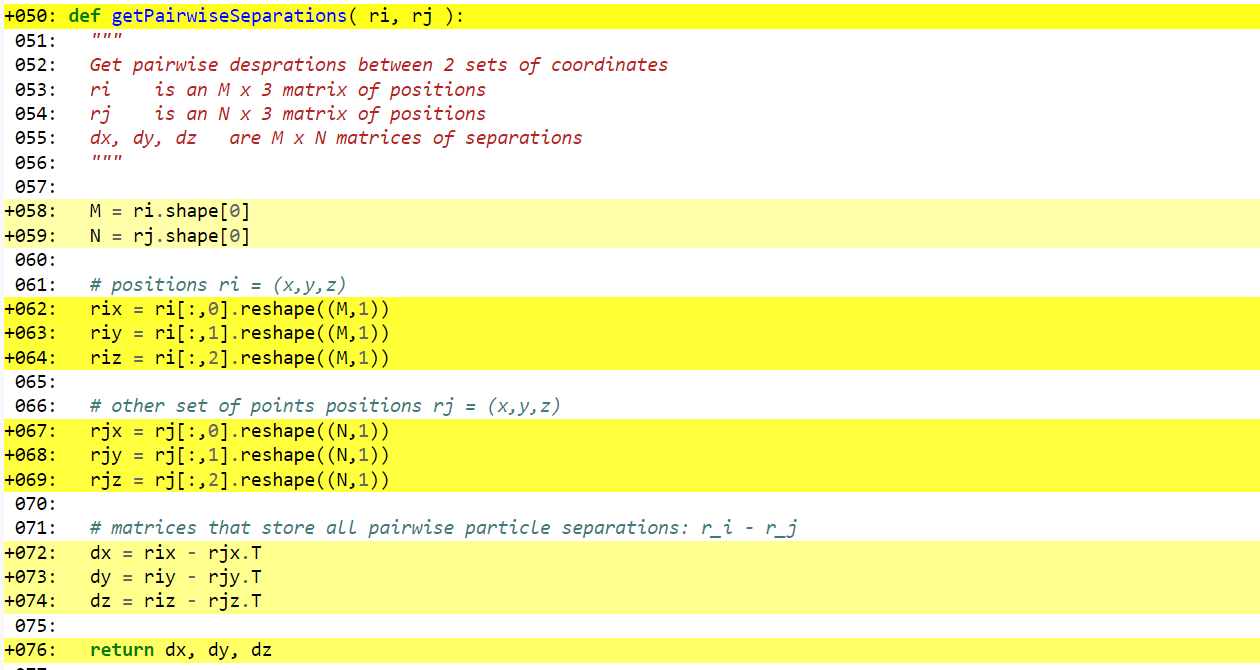 +050: def getPairwiseSeparations( ri, rj ):
 051:     """
 052:     Get pairwise desprations between 2 sets of coordinates
 053:     ri    is an M x 3 matrix of positions
 054:     rj    is an N x 3 matrix of positions
 055:     dx, dy, dz   are M x N matrices of separations
 056:     """
 057:
+058:   M = ri.shape[0]
+059:   N = rj.shape[0]
 060:
 061:   # positions ri = (x,y,z)
+062:   rix = ri[:,0].reshape((M,1))
+063:   riy = ri[:,1].reshape((M,1))
+064:   riz = ri[:,2].reshape((M,1))
 065:
 066:   # other set of points positions rj = (x,y,z)
+067:   rjx = rj[:,0].reshape((N,1))
+068:   rjy = rj[:,1].reshape((N,1))
+069:   rjz = rj[:,2].reshape((N,1))
 070:
 071:   # matrices that store all pairwise particle separations: r_i - r_j
+072:   dx = rix - rjx.T
+073:   dy = riy - rjy.T
+074:   dz = riz - rjz.T
 075:
+076:   return dx, dy, dz